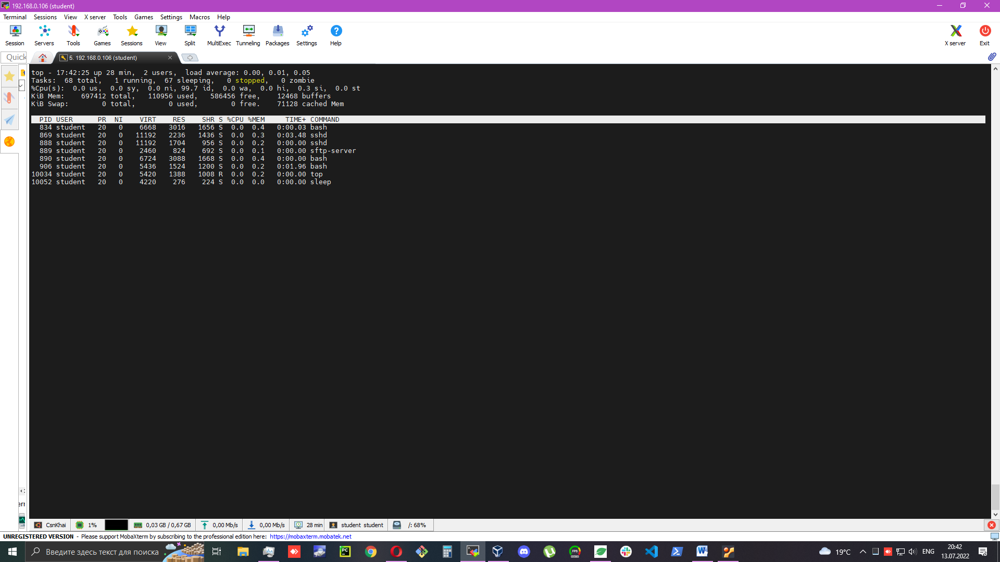 192.168.0.106 (student)
Terminal Sessions View X server Tools Games Settings Macros Help
Session Servers Tools Games Sessions View Split MultiExec Tunneling Packages Settings Help X server Exit
Quick 5. 192.168.0.106 (student)
top - 17:42:25 up 28 min,  2 users,  load average: 0.00, 0.01, 0.05
Tasks:  68 total,   1 running,  67 sleeping,   0 stopped,   0 zombie
%Cpu(s):  0.0 us,  0.0 sy,  0.0 ni, 99.7 id,  0.0 wa,  0.0 hi,  0.3 si,  0.0 st
KiB Mem:    697412 total,   110956 used,   586456 free,    12468 buffers
KiB Swap:        0 total,        0 used,        0 free.    71128 cached Mem
PID USER      PR  NI    VIRT    RES    SHR S %CPU %MEM     TIME+ COMMAND
834 student   20   0    6668   3016   1656 S  0.0  0.4   0:00.03 bash
869 student   20   0   11192   2236   1436 S  0.0  0.3   0:03.48 sshd
888 student   20   0   11192   1704    956 S  0.0  0.2   0:00.00 sshd
889 student   20   0    2460    824    692 S  0.0  0.1   0:00.00 sftp-server
890 student   20   0    6724   3088   1668 S  0.0  0.4   0:00.00 bash
906 student   20   0    5436   1524   1200 S  0.0  0.2   0:01.96 bash
10034 student   20   0    5420   1388   1008 R  0.0  0.2   0:00.00 top
10052 student   20   0    4220    276    224 S  0.0  0.0   0:00.00 sleep
CsnKhai 1% 0,03 GB / 0,67 GB 0,00 Mb/s 0,00 Mb/s 28 min student student /: 68%
UNREGISTERED VERSION - Please support MobaXterm by subscribing to the professional edition here: https://mobaxterm.mobatek.net
Введите здесь текст для поиска PC FPS 19°C ENG 20:42
13.07.2022